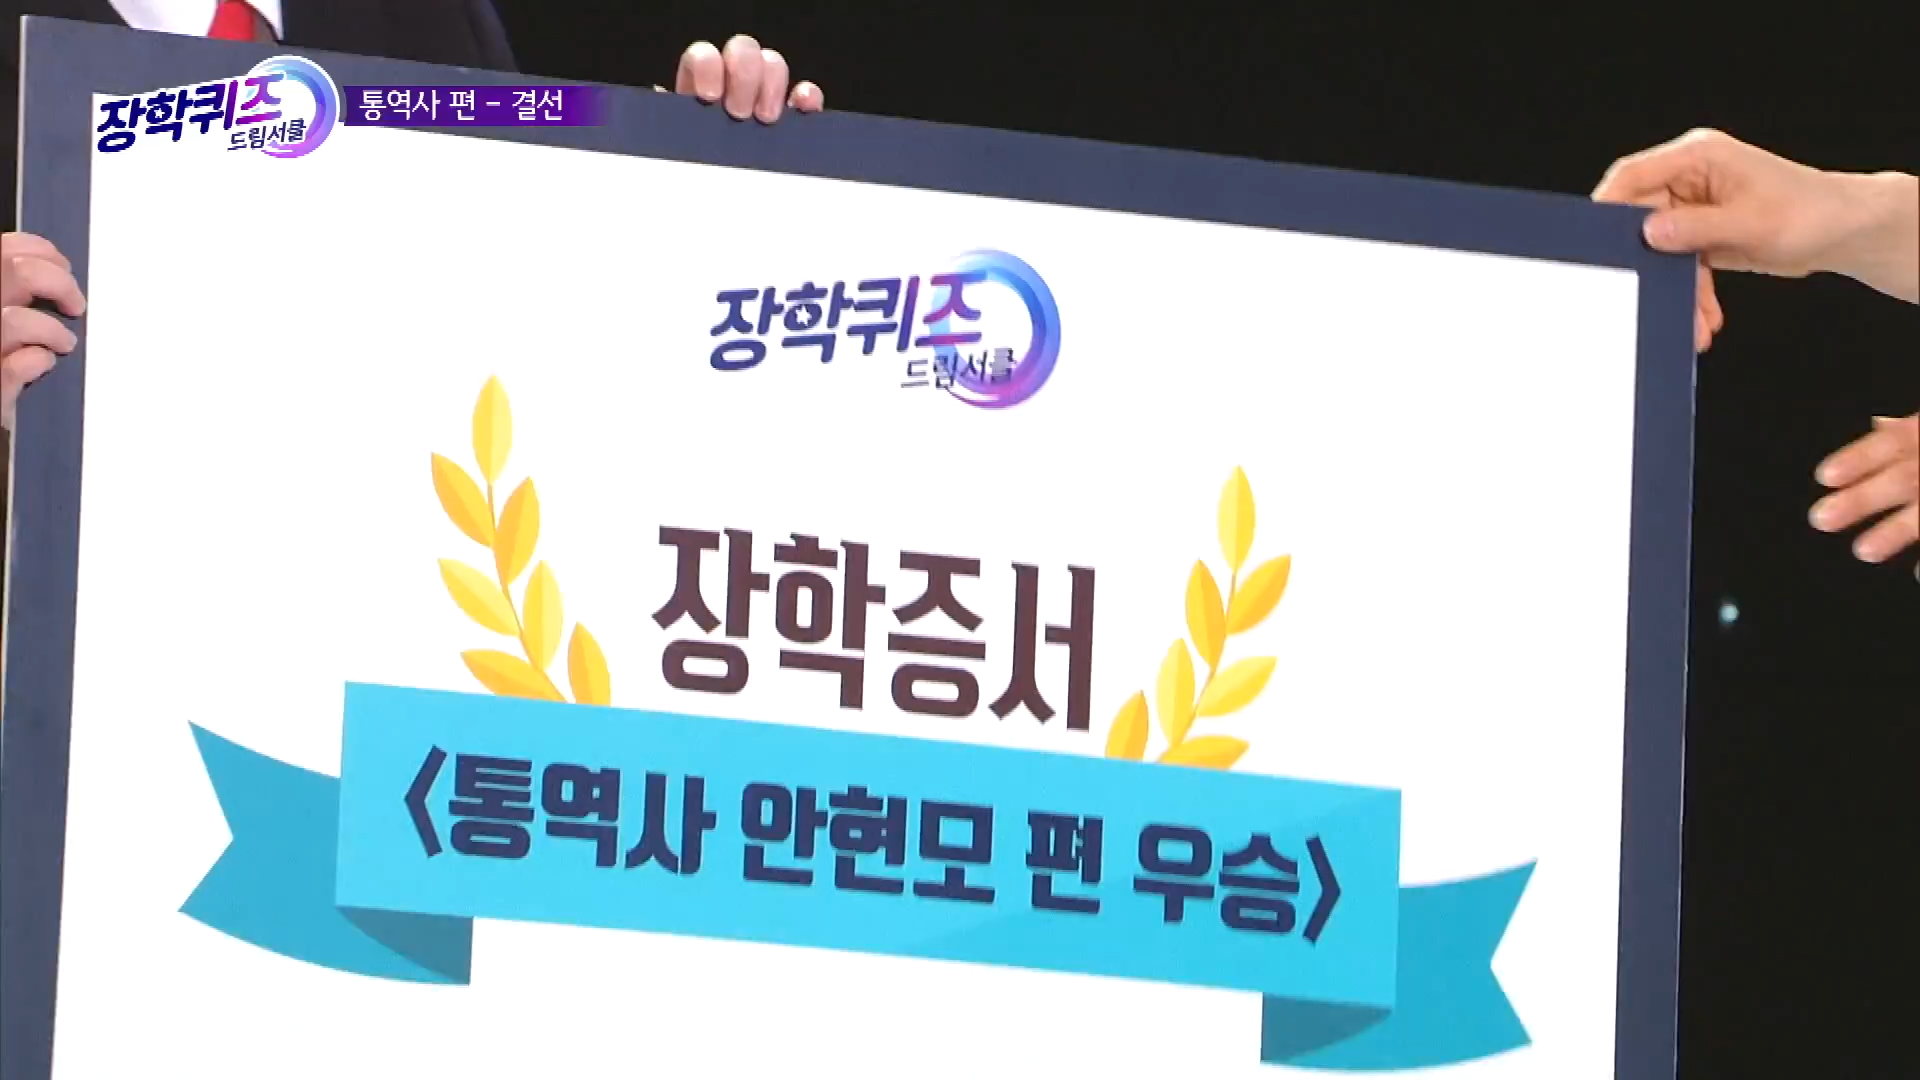 장학퀴즈
드림서클
통역사 편 - 결선
장학퀴즈
드림서클
장학증서
<통역사 안현모 편 우승>